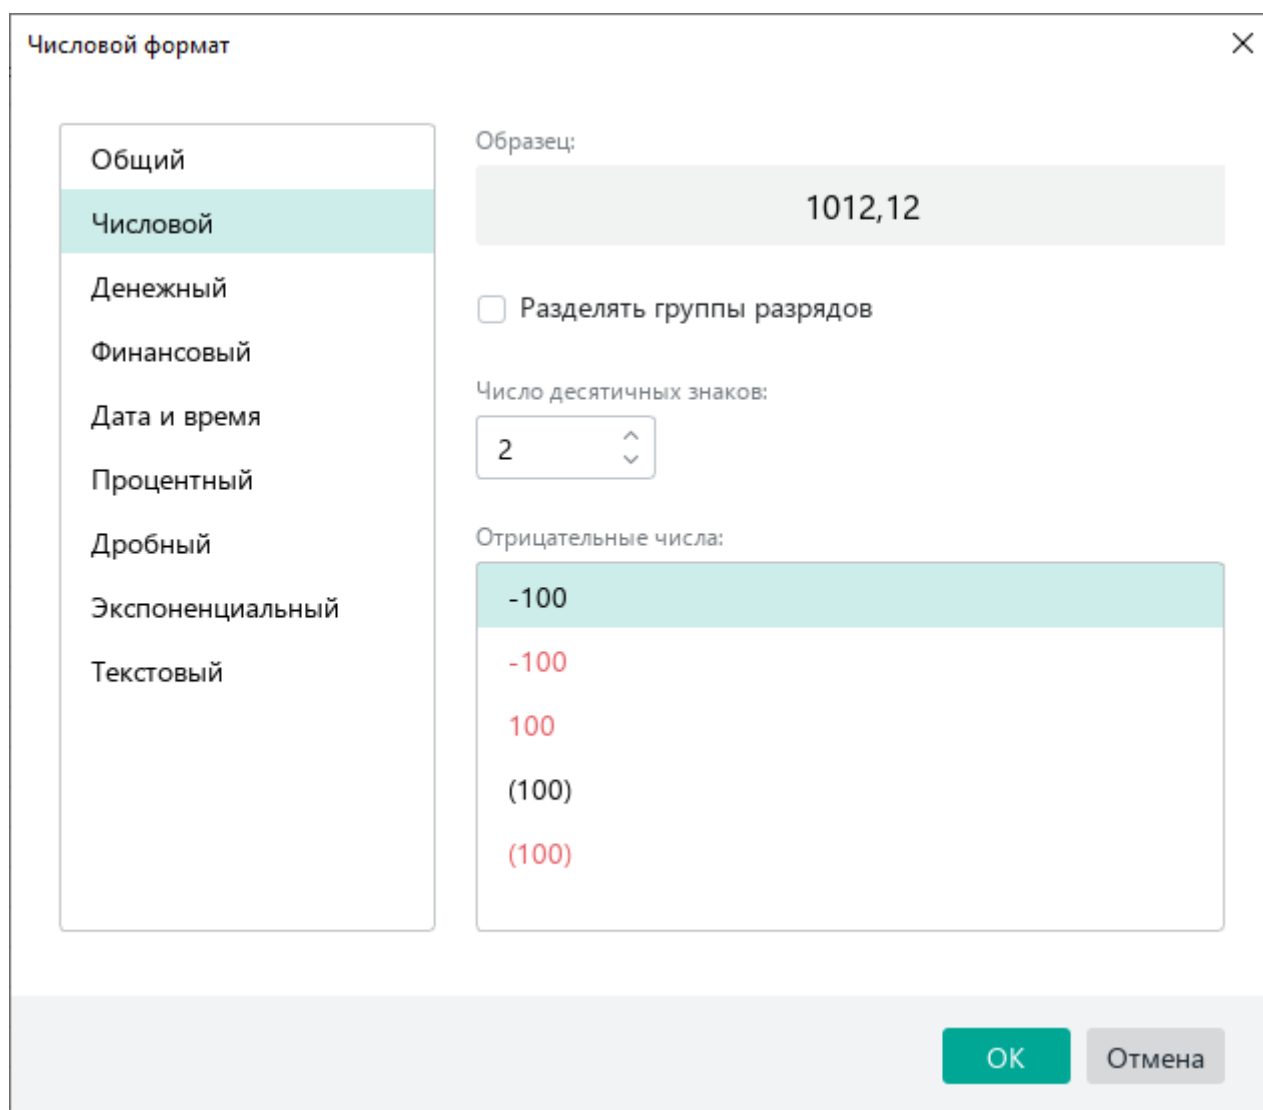 Числовой формат
Общий
Числовой
Денежный
Финансовый
Дата и время
Процентный
Дробный
Экспоненциальный
Текстовый
Образец:
1012,12
Разделять группы разрядов
Число десятичных знаков:
2
Отрицательные числа:
-100
-100
100
(100)
(100)
OK
Отмена